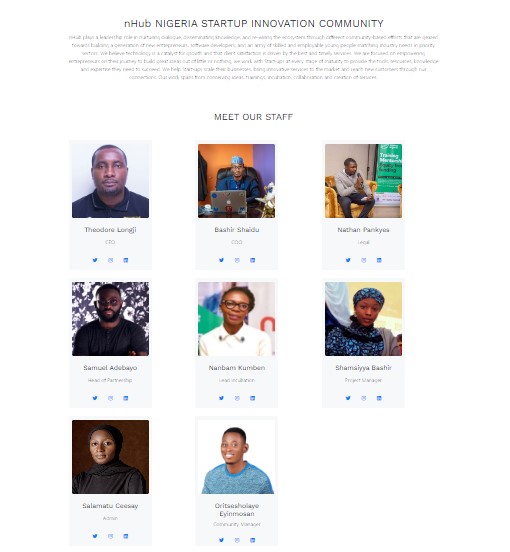 nHub NIGERIA STARTUP INNOVATION COMMUNITY
nHub plays a leadership role in nurturing dialogue, disseminating knowledge, and re-wiring the ecosystem through different community-based efforts that are geared
towards building a generation of new entrepreneurs, software developers, and an army of skilled and employable young people matching industry needs in priority
sectors. We believe technology is a catalyst for growth and that client satisfaction is driven by the best and timely services. We are focused on empowering
entrepreneurs on their journey to build great ideas out of little or nothing, we work with Startups at every stage of maturity to provide the tools, resources, knowledge
and expertise they need to succeed. We help Startups scale their businesses, bring innovative services to the market and reach new customers through our
connections. Our work spans from connecting ideas, trainings, incubation, collaboration and creation of services.
MEET OUR STAFF
Theodore Longji
CTO
Bashir Shaidu
COO
Nathan Pankyes
Legal
Samuel Adebayo
Head of Partnership
Nanbam Kumben
Lead Incubation
Shamsiyya Bashir
Project Manager
Salamatu Ceesay
Admin
Oritsesholaye
Eyinmosan
Community Manager